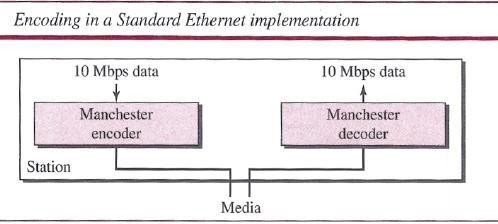 Encoding in a Standard Ethernet implementation
10 Mbps data
10 Mbps data
Manchester
encoder
Manchester
decoder
Station
Media